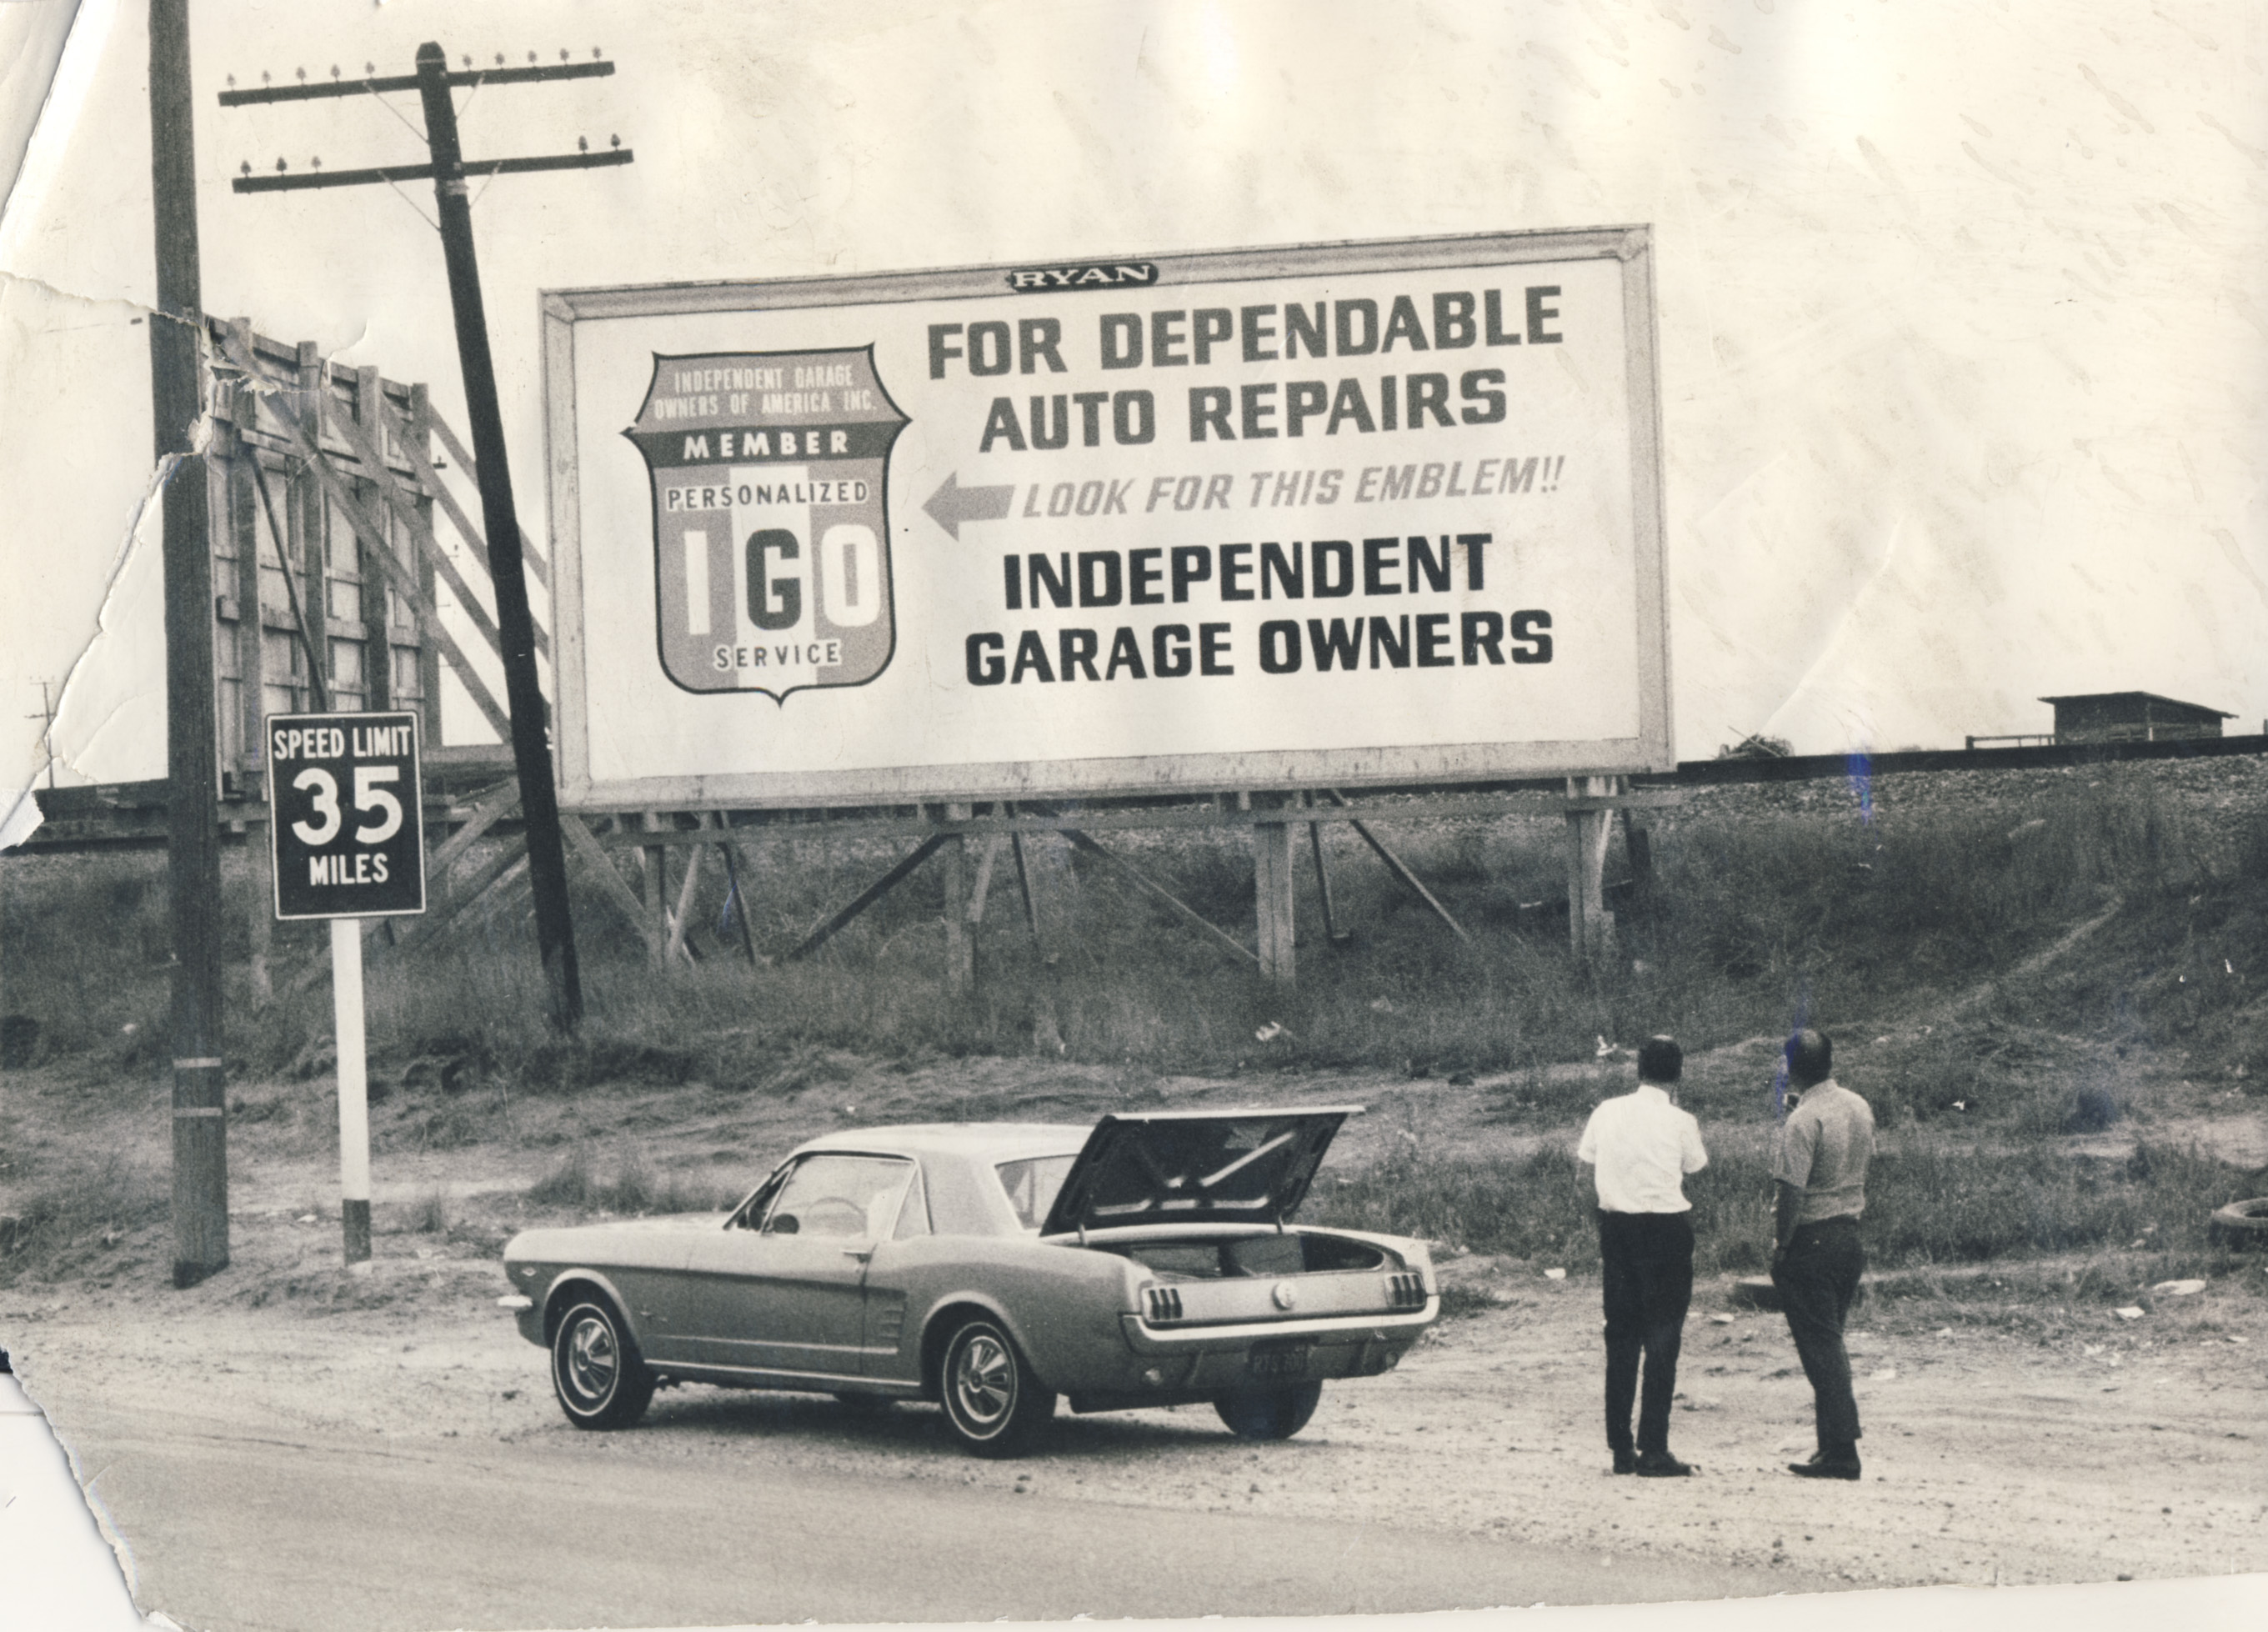 RYAN
INDEPENDENT GARAGE
OWNERS OF AMERICA INC.
MEMBER
PERSONALIZED
IGO
SERVICE
FOR DEPENDABLE
AUTO REPAIRS
LOOK FOR THIS EMBLEM!!
INDEPENDENT
GARAGE OWNERS
SPEED LIMIT
35
MILES